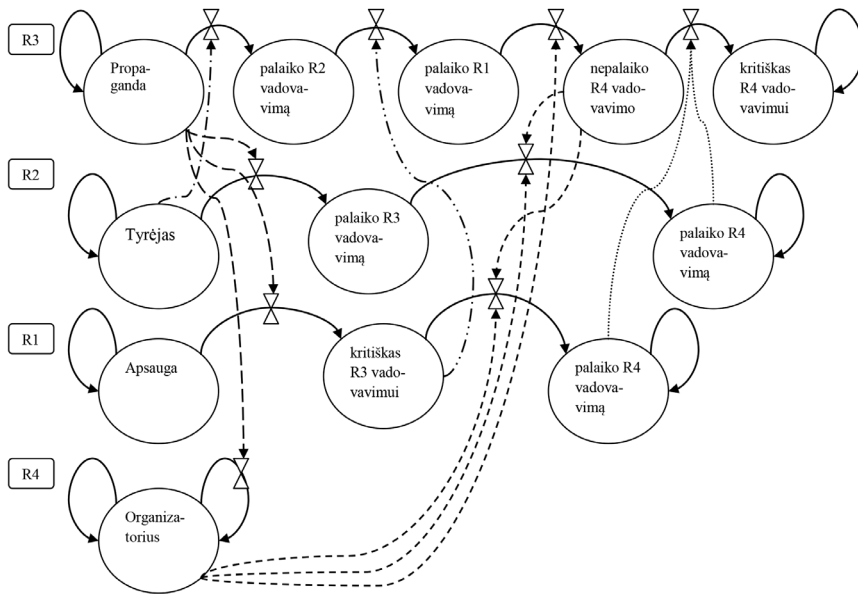 R3
Propa-
ganda
palaiko R2
vadova-
vimą
palaiko R1
vadova-
vimą
nepalaiko
R4 vado-
vavimo
kritiškas
R4 vado-
vavimui
R2
Tyrėjas
palaiko R3
vadova-
vimą
palaiko R4
vadova-
vimą
R1
Apsauga
kritiškas
R3 vado-
vavimui
palaiko R4
vadova-
vimą
R4
Organiza-
torius